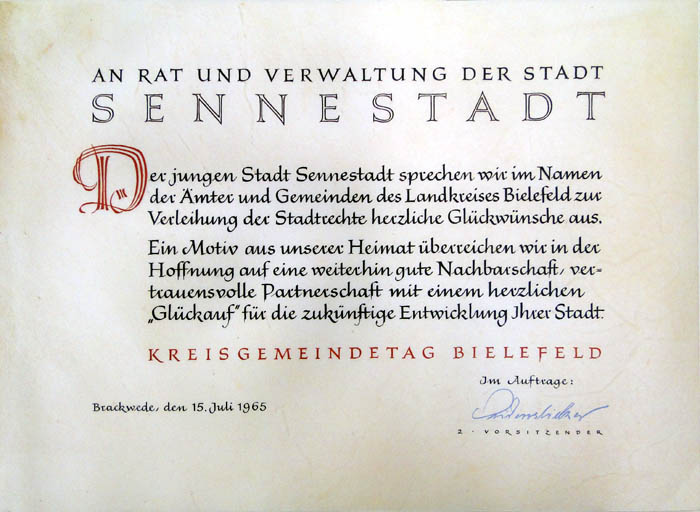 AN RAT UND VERWALTUNG DER STADT
SENNESTADT
Der jungen Stadt Sennestadt sprechen wir im Namen
der Ämter und Gemeinden des Landkreises Bielefeld zur
Verleihung der Stadtrechte herzliche Glückwünsche aus.
Ein Motiv aus unserer Heimat überreichen wir in der
Hoffnung auf eine weiterhin gute Nachbarschaft, ver=
trauensvolle Partnerschaft mit einem herzlichen
„Glückauf" für die zukünftige Entwicklung Ihrer Stadt.
KREISGEMEINDETAG BIELEFELD
Im Auftrage:
Brackwede, den 15. Juli 1965
2. VORSITZENDER